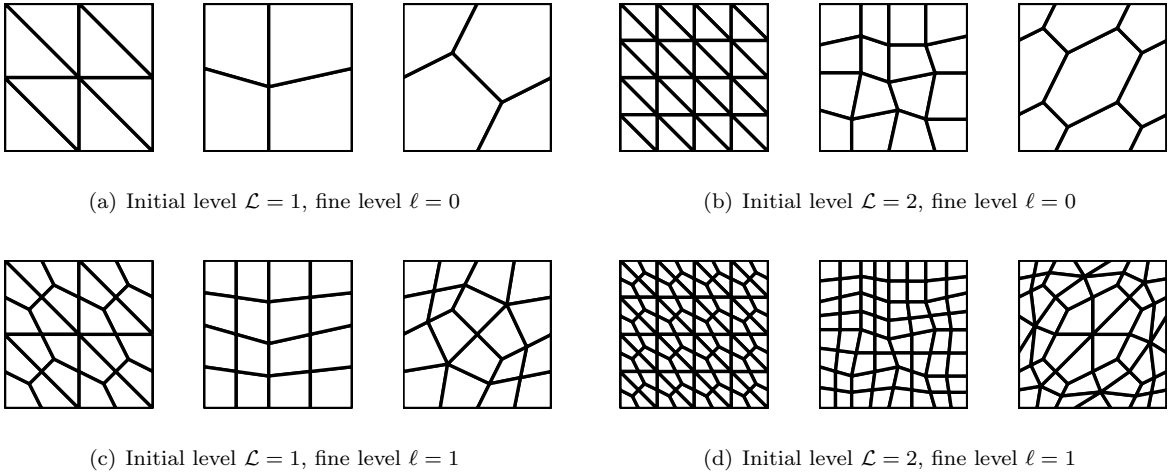 (a) Initial level ℒ = 1, fine level ℓ = 0
(b) Initial level ℒ = 2, fine level ℓ = 0
(c) Initial level ℒ = 1, fine level ℓ = 1
(d) Initial level ℒ = 2, fine level ℓ = 1